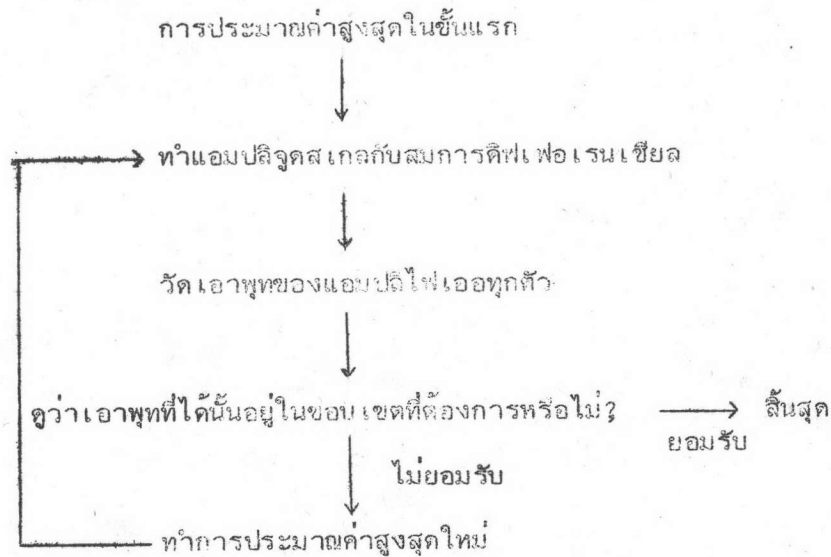 การประมาณค่าสูงสุดในขั้นแรก
ทำแอมปลิจูดสเกลกับสมการดิฟเฟอเรนเชียล
วัดเอาพุทของแอมปลิไฟเออทุกตัว
ดูว่าเอาพุทที่ได้นั้นอยู่ในขอบเขตที่ต้องการหรือไม่?
สิ้นสุด
ยอมรับ
ไม่ยอมรับ
ทำการประมาณค่าสูงสุดใหม่